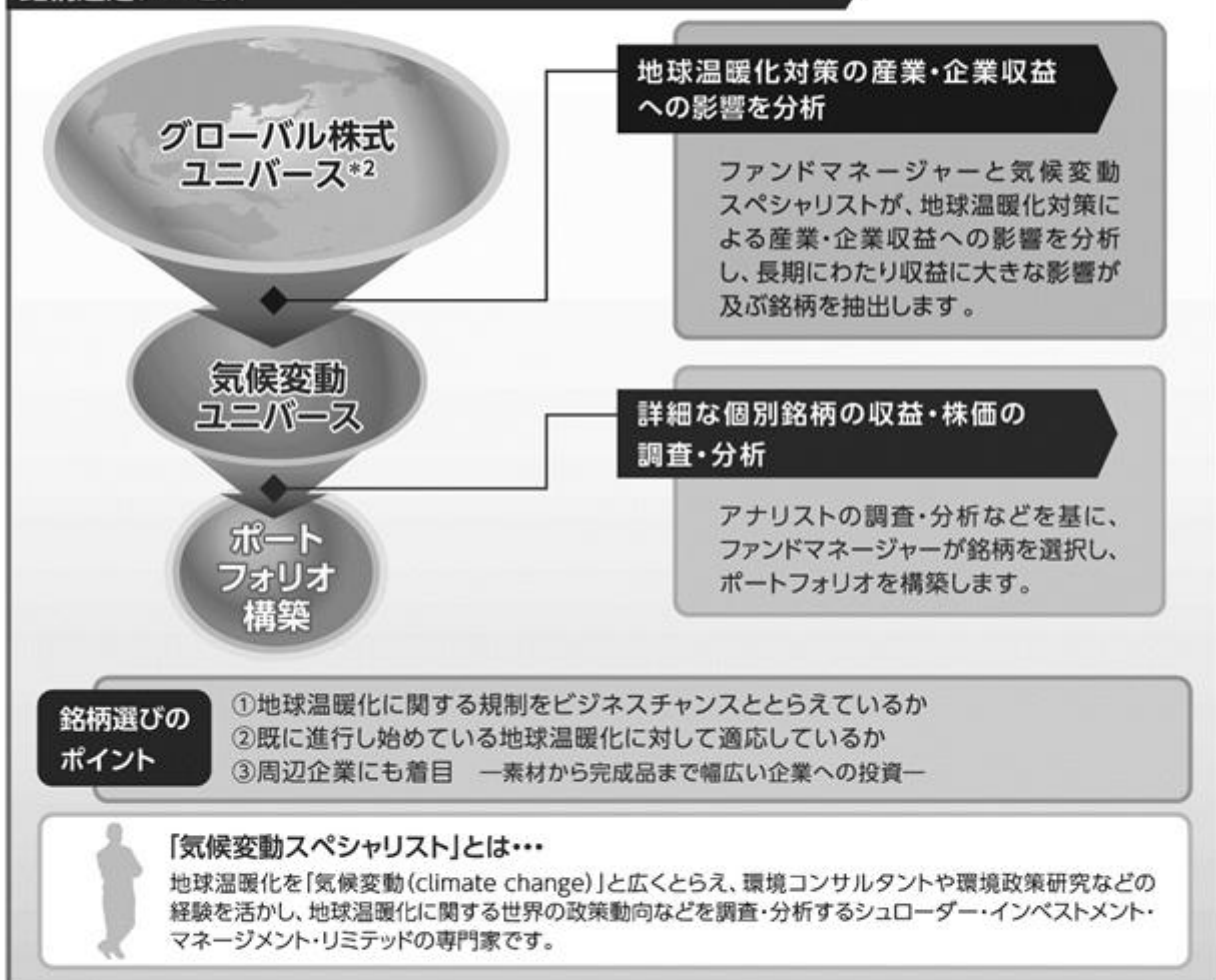 グローバル株式
ユニバース*2
地球温暖化対策の産業・企業収益
への影響を分析
ファンドマネージャーと気候変動
スペシャリストが、地球温暖化対策に
よる産業・企業収益への影響を分析
し、長期にわたり収益に大きな影響が
及ぶ銘柄を抽出します。
気候変動
ユニバース
詳細な個別銘柄の収益・株価の
調査・分析
アナリストの調査・分析などを基に、
ファンドマネージャーが銘柄を選択し、
ポートフォリオを構築します。
ポート
フォリオ
構築
銘柄選びの
ポイント
①地球温暖化に関する規制をビジネスチャンスととらえているか
②既に進行し始めている地球温暖化に対して適応しているか
③周辺企業にも着目 ―素材から完成品まで幅広い企業への投資―
「気候変動スペシャリスト」とは・・・
地球温暖化を「気候変動(climate change)」と広くとらえ、環境コンサルタントや環境政策研究などの
経験を活かし、地球温暖化に関する世界の政策動向などを調査・分析するシュローダー・インベストメント・
マネージメント・リミテッドの専門家です。